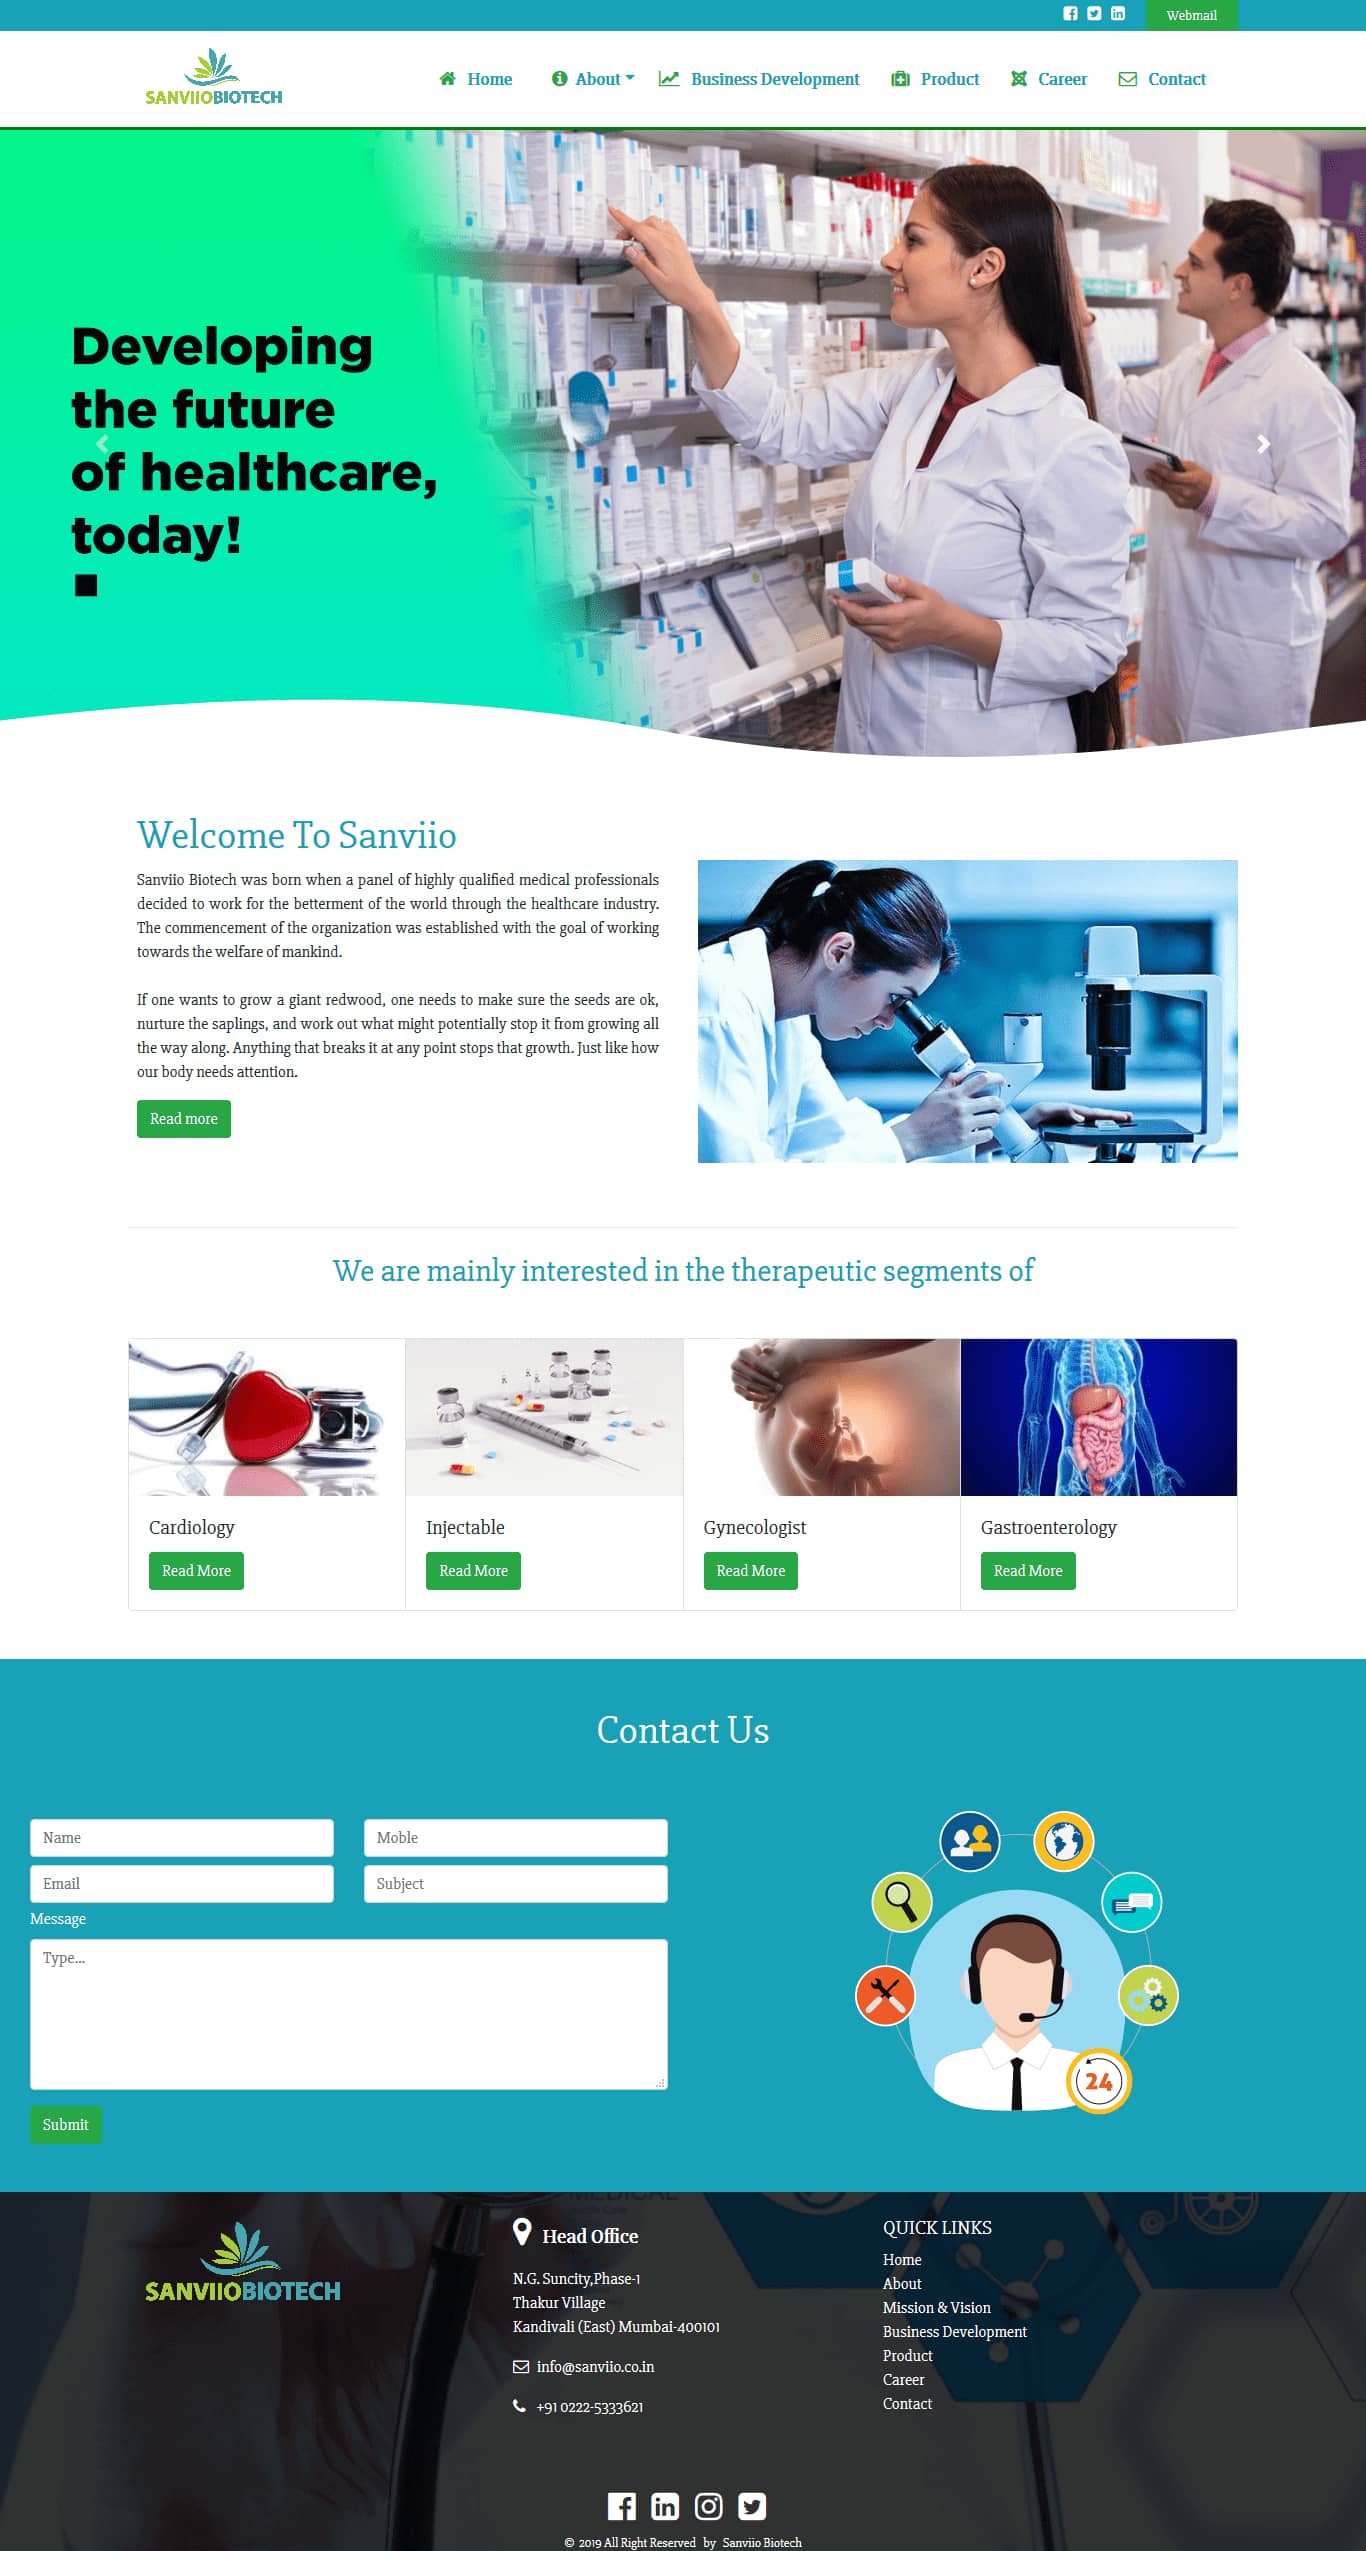 Webmail
SANVIIOBIOTECH
Home
About
Business Development
Product
Career
Contact
Developing
the future
of healthcare,
today!
Welcome To Sanviio
Sanviio Biotech was born when a panel of highly qualified medical professionals
decided to work for the betterment of the world through the healthcare industry.
The commencement of the organization was established with the goal of working
towards the welfare of mankind.
If one wants to grow a giant redwood, one needs to make sure the seeds are ok,
nurture the saplings, and work out what might potentially stop it from growing all
the way along. Anything that breaks it at any point stops that growth. Just like how
our body needs attention.
Read more
We are mainly interested in the therapeutic segments of
Cardiology
Read More
Injectable
Read More
Gynecologist
Read More
Gastroenterology
Read More
Contact Us
Name
Moble
Email
Subject
Message
Type...
Submit
24
MEDICAL
SANVIIOBIOTECH
Head Office
N.G. Suncity,Phase-1
Thakur Village
Kandivali (East) Mumbai-400101
info@sanviio.co.in
+91 0222-5333621
QUICK LINKS
Home
About
Mission & Vision
Business Development
Product
Career
Contact
© 2019 All Right Reserved by Sanviio Biotech